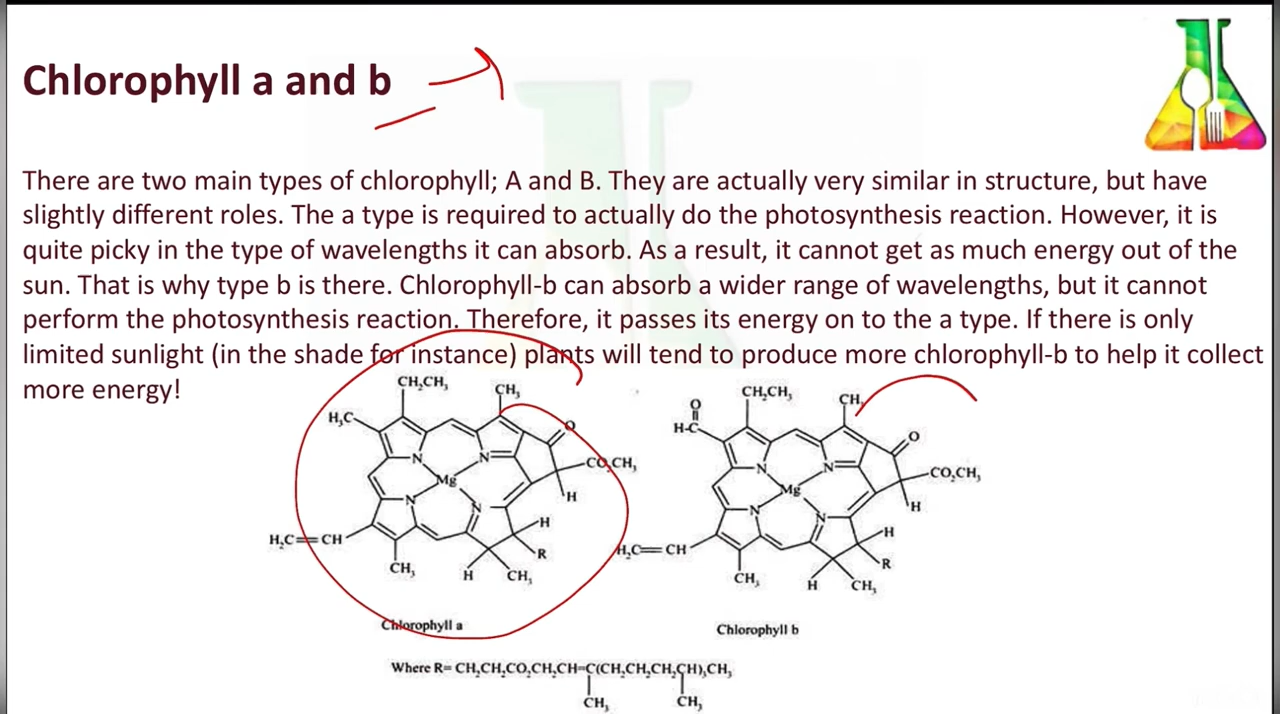 Chlorophyll a and b
There are two main types of chlorophyll; A and B. They are actually very similar in structure, but have
slightly different roles. The a type is required to actually do the photosynthesis reaction. However, it is
quite picky in the type of wavelengths it can absorb. As a result, it cannot get as much energy out of the
sun. That is why type b is there. Chlorophyll-b can absorb a wider range of wavelengths, but it cannot
perform the photosynthesis reaction. Therefore, it passes its energy on to the a type. If there is only
limited sunlight (in the shade for instance) plants will tend to produce more chlorophyll-b to help it collect
more energy!
CH₂CH₃
CH₃
H₃C
O
N
N
CO₂CH₃
Mg
H
N
N
H
H₂C=CH
R
CH₃
H
CH₃
Chlorophyll a
CH₂CH₃
CH₃
O
H-C
O
N
N
CO₂CH₃
Mg
H
N
N
H
H₂C=CH
R
CH₃
H
CH₃
Chlorophyll b
Where R= CH₂CH₂CO₂CH₂CH=C(CH₂CH₂CH₂CH)₃CH₃
CH₃
CH₃